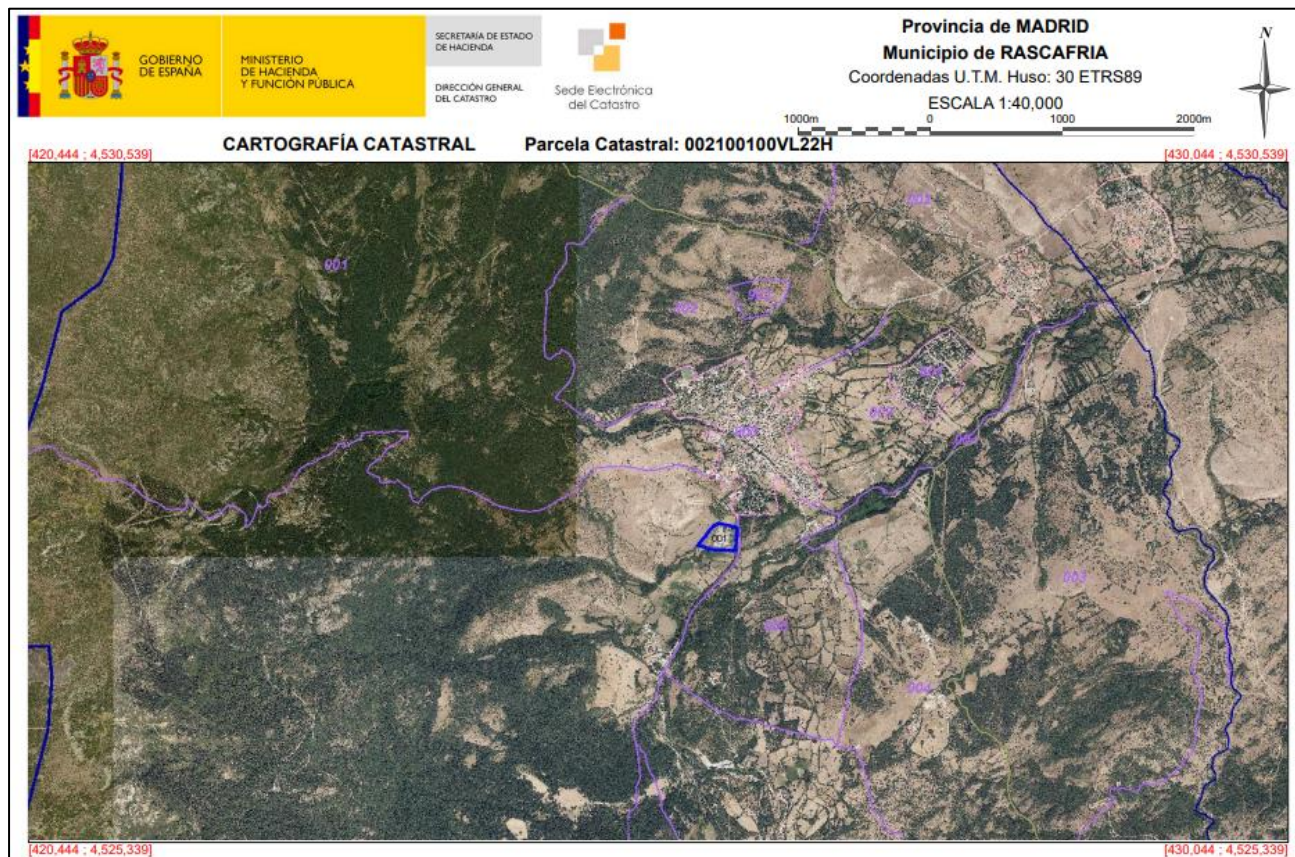 GOBIERNO
DE ESPAÑA
MINISTERIO
DE HACIENDA
Y FUNCIÓN PÚBLICA
SECRETARÍA DE ESTADO
DE HACIENDA
DIRECCIÓN GENERAL
DEL CATASTRO
Sede Electrónica
del Catastro
Provincia de MADRID
Municipio de RASCAFRIA
Coordenadas U.T.M. Huso: 30 ETRS89
ESCALA 1:40,000
N
1000m 0 1000 2000m
CARTOGRAFÍA CATASTRAL Parcela Catastral: 002100100VL22H
[420,444 ; 4,530,539] [430,044 ; 4,530,539]
001
001
003
004
[420,444 ; 4,525,339] [430,044 ; 4,525,339]